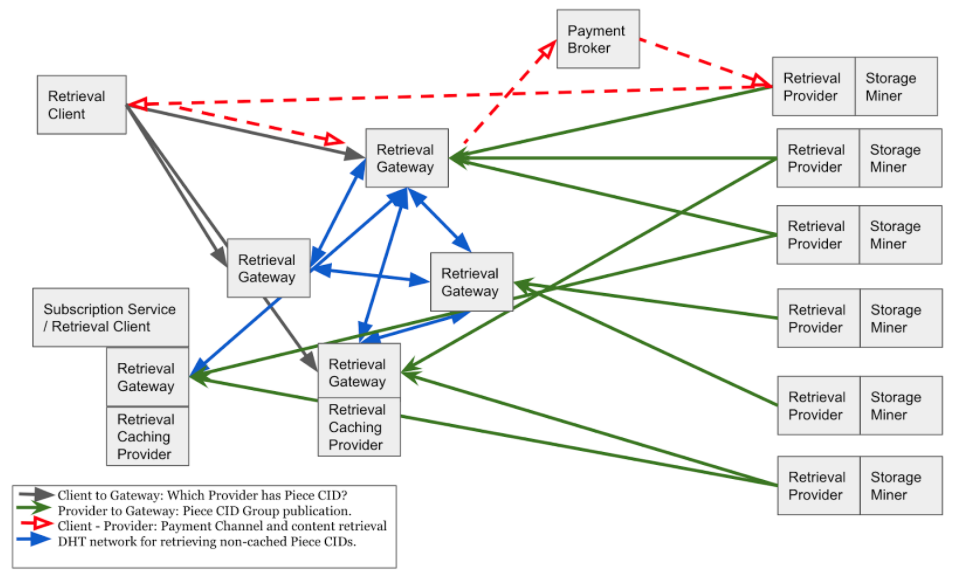 Payment
Broker
Retrieval
Provider
Storage
Miner
Retrieval
Client
Retrieval
Gateway
Retrieval
Provider
Storage
Miner
Retrieval
Provider
Storage
Miner
Retrieval
Gateway
Retrieval
Gateway
Subscription Service
/ Retrieval Client
Retrieval
Provider
Storage
Miner
Retrieval
Gateway
Retrieval
Caching
Provider
Retrieval
Gateway
Retrieval
Caching
Provider
Retrieval
Provider
Storage
Miner
Retrieval
Provider
Storage
Miner
Client to Gateway: Which Provider has Piece CID?
Provider to Gateway: Piece CID Group publication.
Client - Provider: Payment Channel and content retrieval
DHT network for retrieving non-cached Piece CIDs.